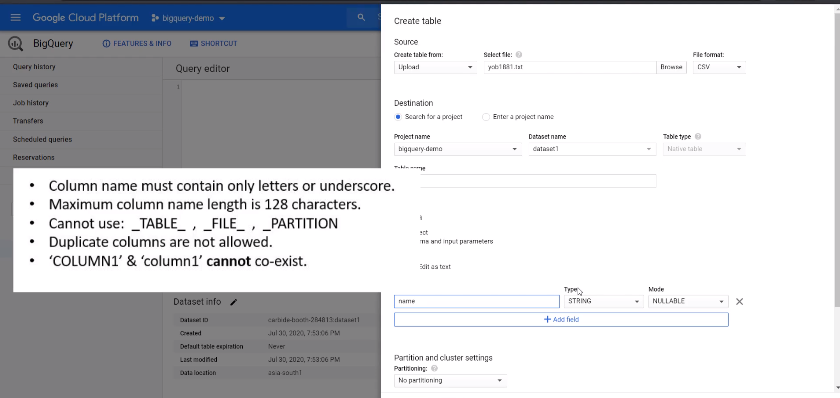 Google Cloud Platform
bigquery-demo
BigQuery
FEATURES & INFO
SHORTCUT
Query history
Saved queries
Job history
Transfers
Scheduled queries
Reservations
Query editor
1
Create table
Source
Create table from:
Select file:
File format:
Upload
yob1881.txt
Browse
CSV
Destination
Search for a project
Enter a project name
Project name
Dataset name
Table type
bigquery-demo
dataset1
Native table
Table name
• Column name must contain only letters or underscore.
• Maximum column name length is 128 characters.
• Cannot use: _TABLE_ , _FILE_ , _PARTITION
• Duplicate columns are not allowed.
• ‘COLUMN1’ & ‘column1’ cannot co-exist.
ma and input parameters
Edit as text
Type
Mode
name
STRING
NULLABLE
+ Add field
Dataset info
Dataset ID
carbide-booth-284813:dataset1
Created
Jul 30, 2020, 7:53:06 PM
Default table expiration
Never
Last modified
Jul 30, 2020, 7:53:06 PM
Data location
asia-south1
Partition and cluster settings
Partitioning:
No partitioning